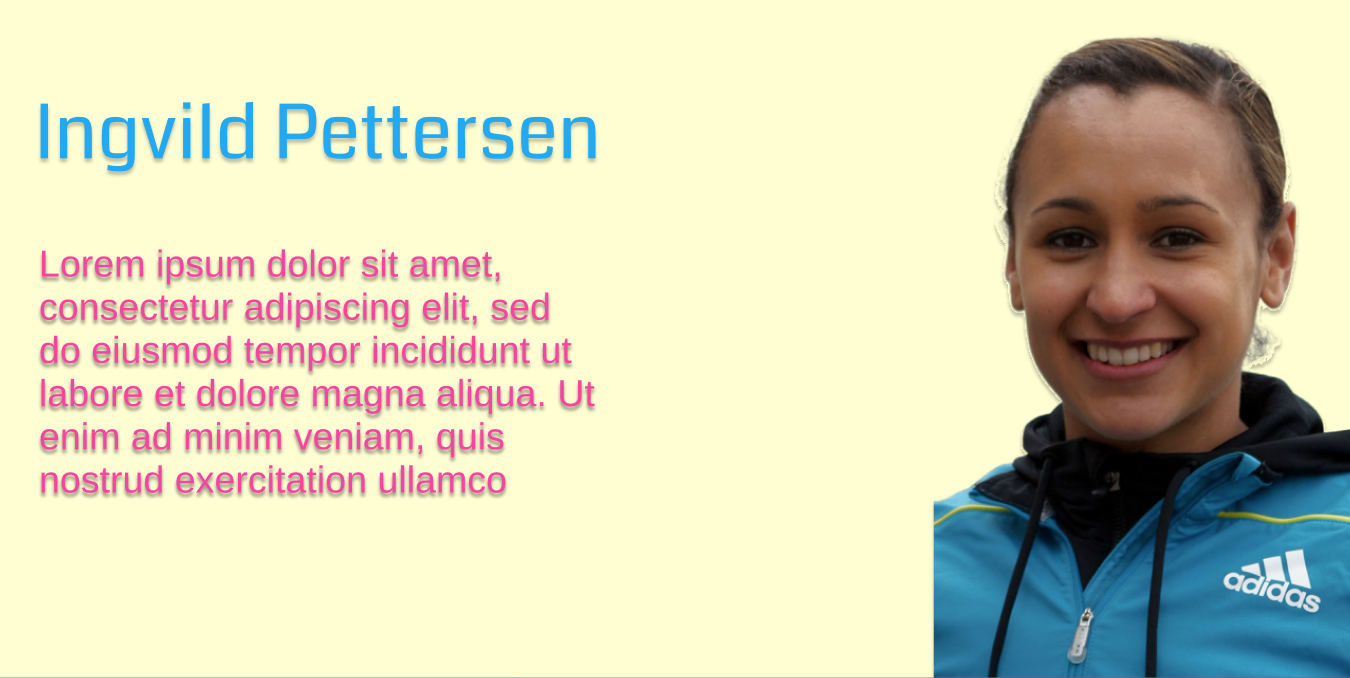 Ingvild Pettersen
Lorem ipsum dolor sit amet,
consectetur adipiscing elit, sed
do eiusmod tempor incididunt ut
labore et dolore magna aliqua. Ut
enim ad minim veniam, quis
nostrud exercitation ullamco
adidas